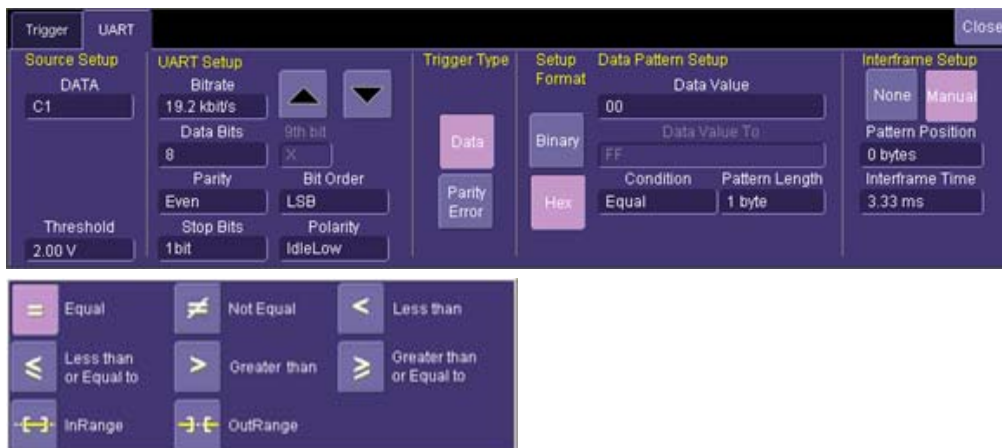 Trigger
UART
Close
Source Setup
DATA
C1
Threshold
2.00 V
UART Setup
Bitrate
19.2 kbit/s
Data Bits
9th bit
8
X
Parity
Bit Order
Even
LSB
Stop Bits
Polarity
1bit
IdleLow
Trigger Type
Data
Parity
Error
Setup
Format
Binary
Hex
Data Pattern Setup
Data Value
00
Data Value To
FF
Condition
Pattern Length
Equal
1 byte
Interframe Setup
None
Manual
Pattern Position
0 bytes
Interframe Time
3.33 ms
= Equal
≠ Not Equal
< Less than
≤ Less than
or Equal to
> Greater than
≥ Greater than
or Equal to
InRange
OutRange